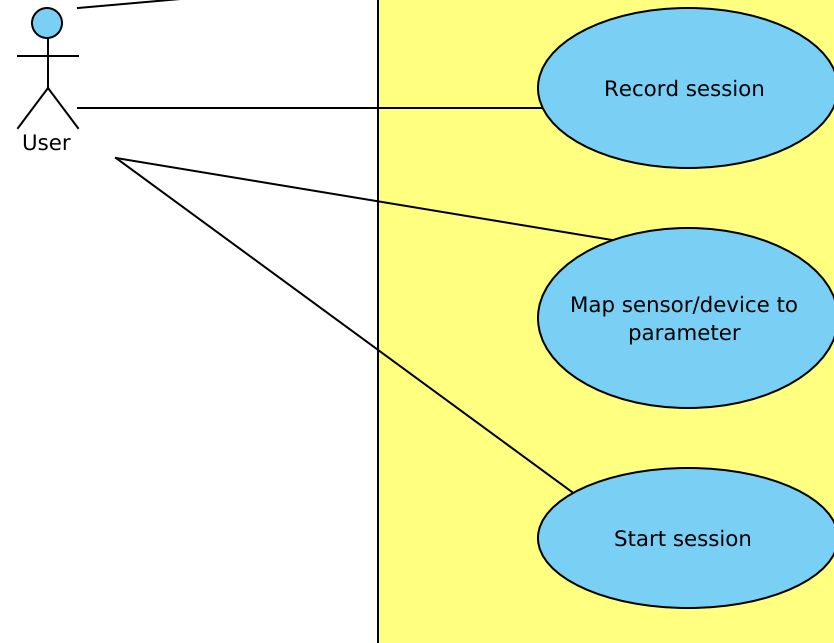 Record session
User
Map sensor/device to
parameter
Start session